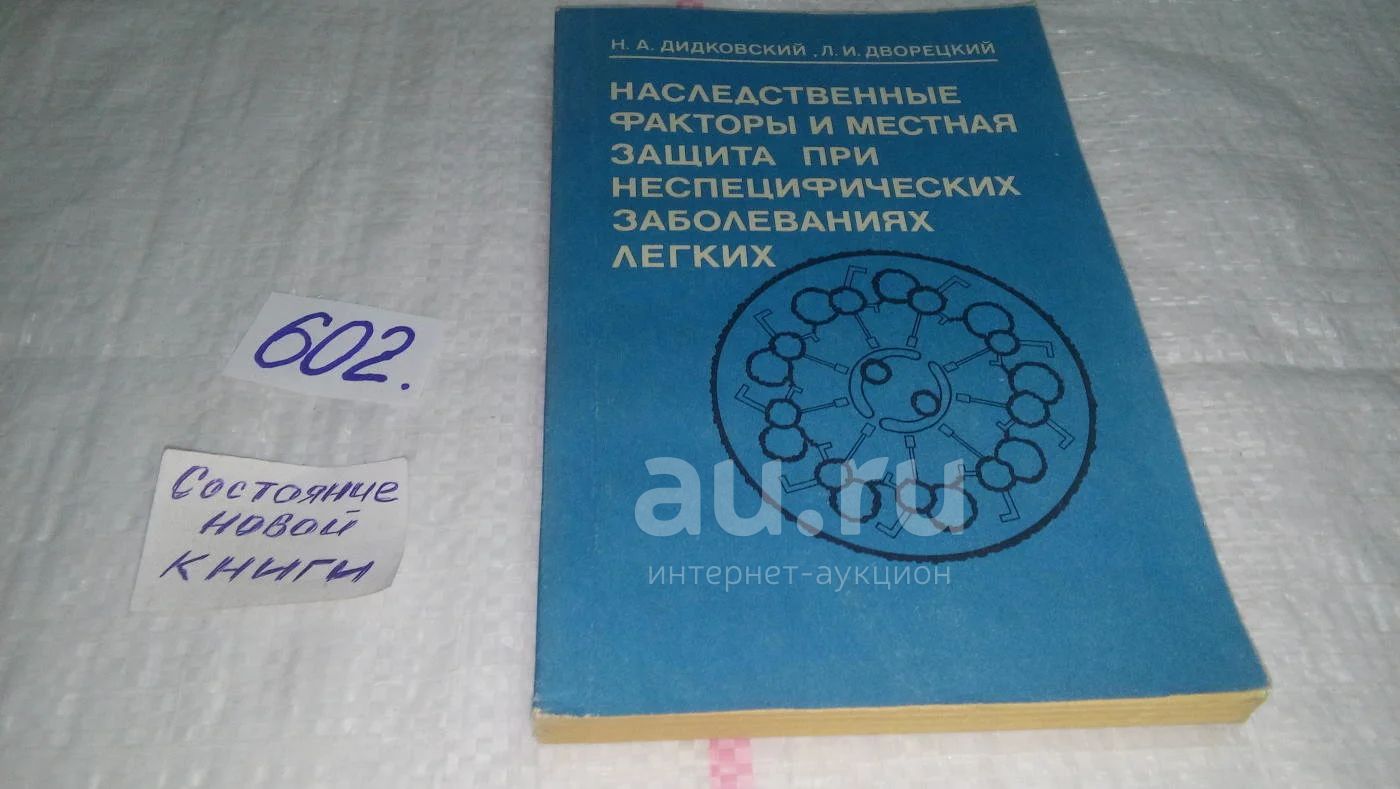 Н. А. ДИДКОВСКИЙ , Л. И. ДВОРЕЦКИЙ
НАСЛЕДСТВЕННЫЕ
ФАКТОРЫ И МЕСТНАЯ
ЗАЩИТА ПРИ
НЕСПЕЦИФИЧЕСКИХ
ЗАБОЛЕВАНИЯХ
ЛЕГКИХ
602.
Состояние
новой
книги
au.ru
интернет-аукцион